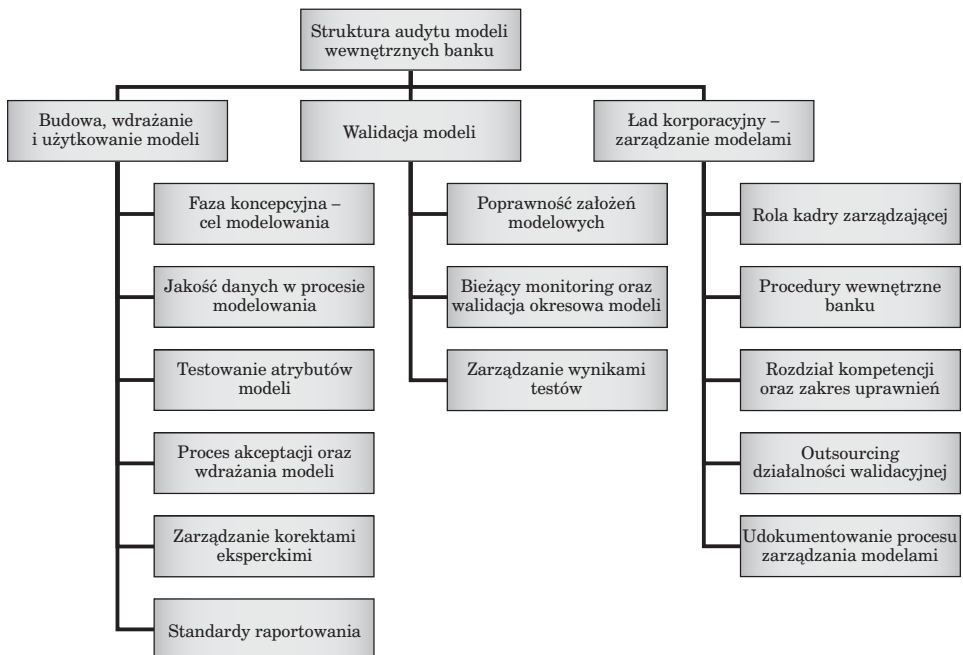 Struktura audytu modeli
wewnętrznych banku
Budowa, wdrażanie
i użytkowanie modeli
Faza koncepcyjna –
cel modelowania
Jakość danych w procesie
modelowania
Testowanie atrybutów
modeli
Proces akceptacji oraz
wdrażania modeli
Zarządzanie korektami
eksperckimi
Standardy raportowania
Walidacja modeli
Poprawność założeń
modelowych
Bieżący monitoring oraz
walidacja okresowa modeli
Zarządzanie wynikami
testów
Ład korporacyjny –
zarządzanie modelami
Rola kadry zarządzającej
Procedury wewnętrzne
banku
Rozdział kompetencji
oraz zakres uprawnień
Outsourcing
działalności walidacyjnej
Udokumentowanie procesu
zarządzania modelami